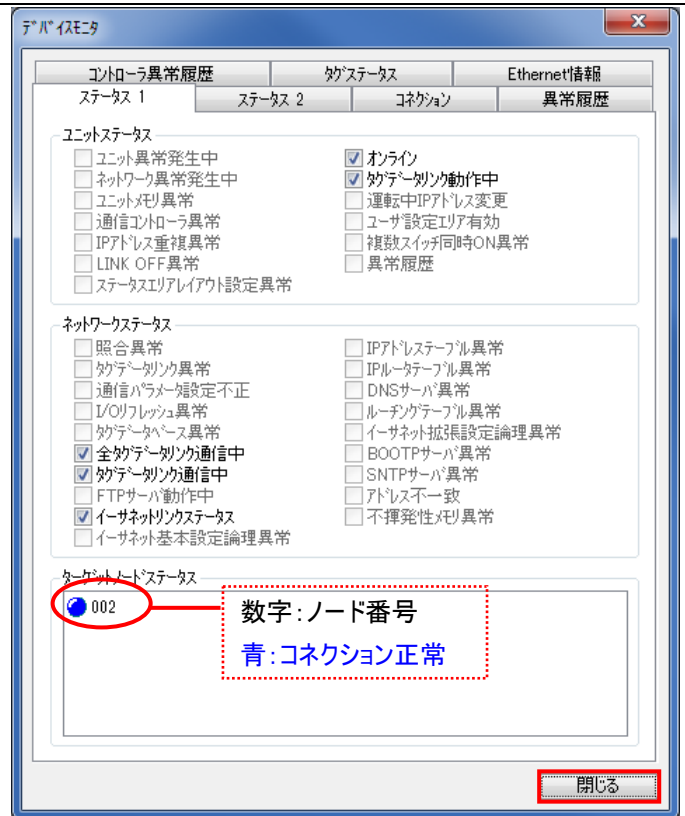 デバイスモニタ
コントローラ異常履歴 タグステータス Ethernet情報
ステータス 1 ステータス 2 コネクション 異常履歴
ユニットステータス
ユニット異常発生中
ネットワーク異常発生中
ユニットメモリ異常
通信コントローラ異常
IPアドレス重複異常
LINK OFF異常
ステータスエリアレイアウト設定異常
オンライン
タグデータリンク動作中
運転中IPアドレス変更
ユーザ設定エリア有効
複数スイッチ同時ON異常
異常履歴
ネットワークステータス
照合異常
タグデータリンク異常
通信パラメータ設定不正
I/Oリフレッシュ異常
タグデータベース異常
全タグデータリンク通信中
タグデータリンク通信中
FTPサーバ動作中
イーサネットリンクステータス
イーサネット基本設定論理異常
IPアドレステーブル異常
IPルータテーブル異常
DNSサーバ異常
ルーチングテーブル異常
イーサネット拡張設定論理異常
BOOTPサーバ異常
SNTPサーバ異常
アドレス不一致
不揮発性メモリ異常
ターゲットノードステータス
002
数字:ノード番号
青:コネクション正常
閉じる